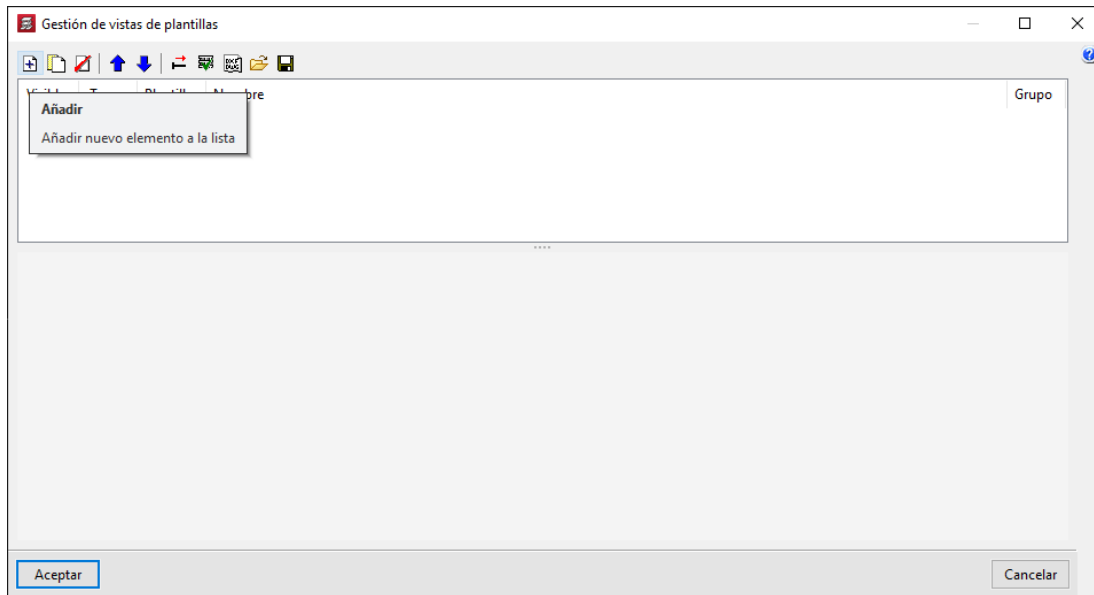 Gestión de vistas de plantillas
Grupo
Añadir
Añadir nuevo elemento a la lista
Aceptar
Cancelar